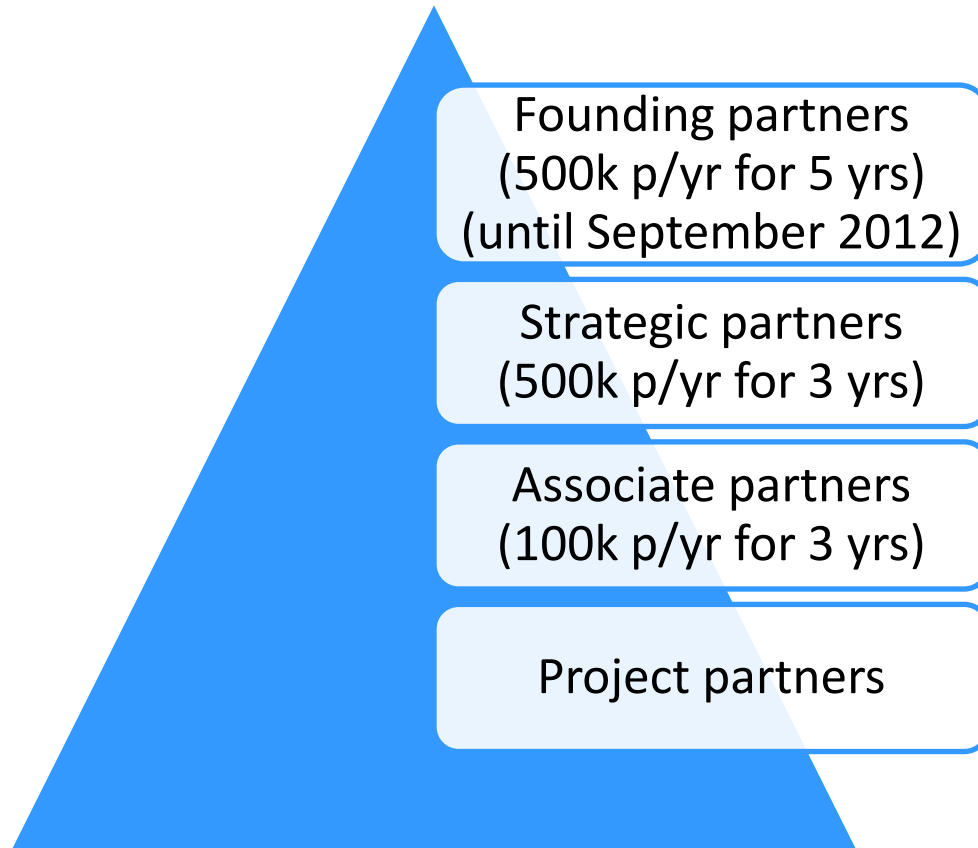 Founding partners
(500k p/yr for 5 yrs)
(until September 2012)
Strategic partners
(500k p/yr for 3 yrs)
Associate partners
(100k p/yr for 3 yrs)
Project partners